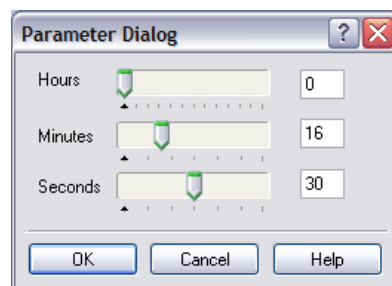 Parameter Dialog
Hours 0
Minutes 16
Seconds 30
OK Cancel Help